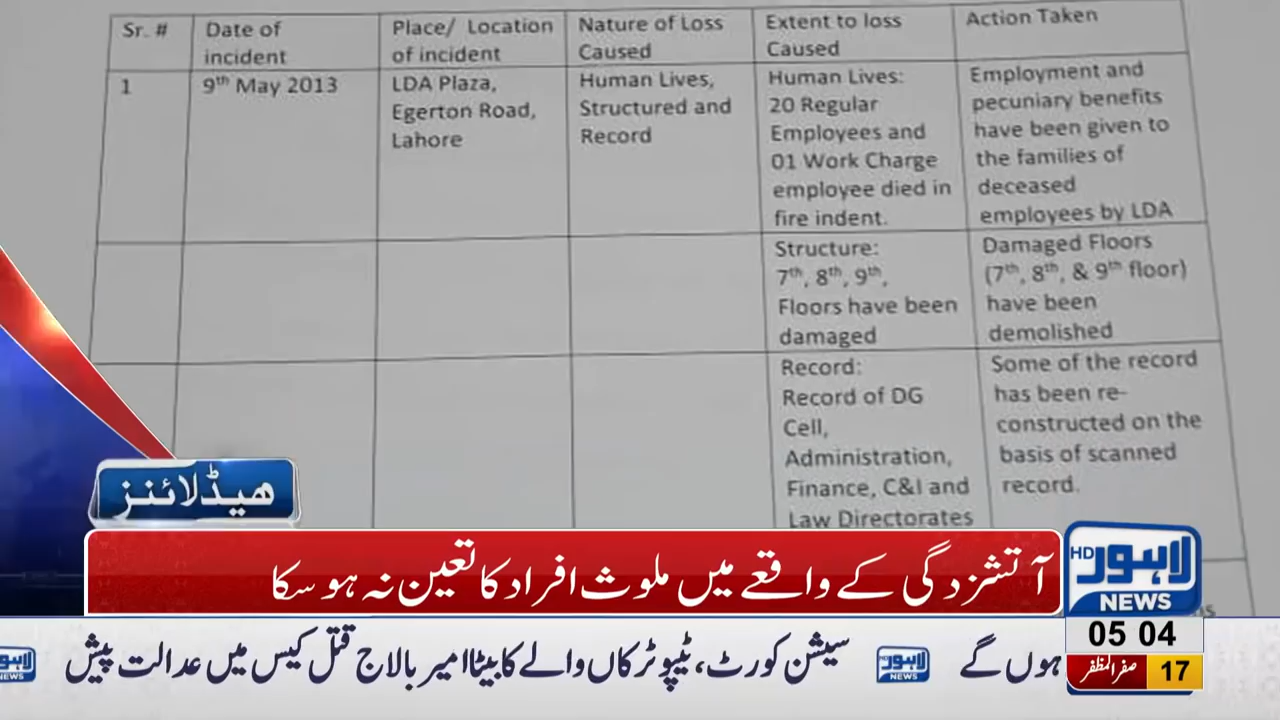 Sr. #
Date of
incident
Place/ Location
of incident
Nature of Loss
Caused
Extent to loss
Caused
Action Taken
1
9th May 2013
LDA Plaza,
Egerton Road,
Lahore
Human Lives,
Structured and
Record
Human Lives:
20 Regular
Employees and
01 Work Charge
employee died in
fire indent.
Employment and
pecuniary benefits
have been given to
the families of
deceased
employees by LDA
Structure:
7th, 8th, 9th,
Floors have been
damaged
Damaged Floors
(7th, 8th, & 9th floor)
have been
demolished
Record:
Record of DG
Cell,
Administration,
Finance, C&I and
Law Directorates
Some of the record
has been re-
constructed on the
basis of scanned
record.
ھیڈلائنز
آتشزدگی کے واقعے میں ملوث افراد کا تعین نہ ہو سکا
HD لاہور
NEWS
05 04
17 صفر المظفر
ہوں گے لاہور NEWS سیشن کورٹ، ٹیپو ٹرکاں والے کا بیٹا امیر بالاج قتل کیس میں عدالت پیش لاہور NEWS